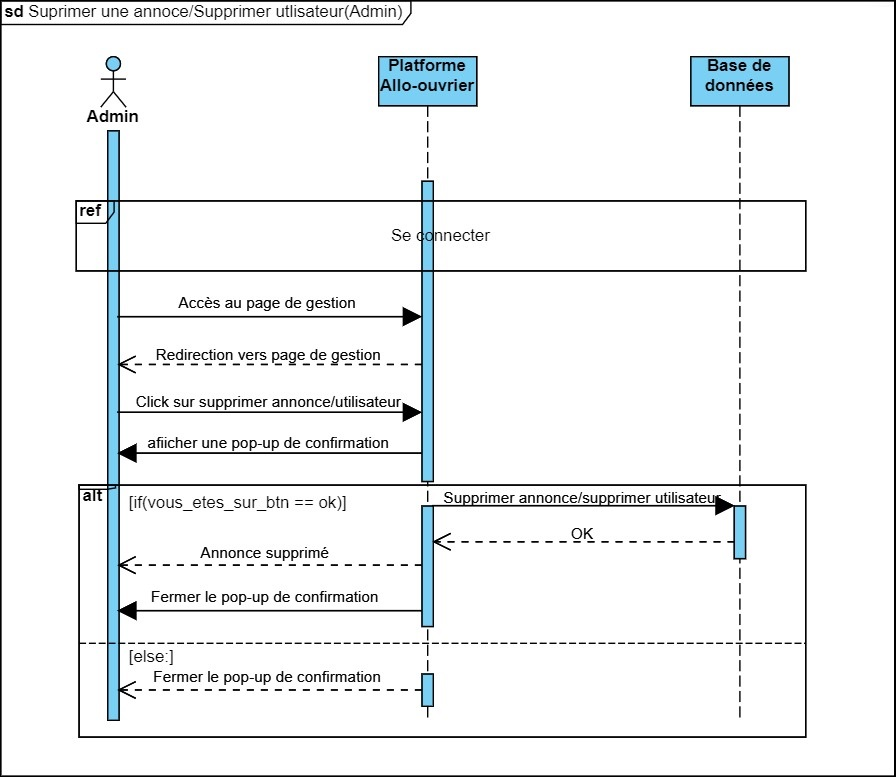 sd Suprimer une annoce/Supprimer utlisateur(Admin)
Platforme
Allo-ouvrier
Base de
données
Admin
ref
Se connecter
Accès au page de gestion
Redirection vers page de gestion
Click sur supprimer annonce/utilisateur
afiicher une pop-up de confirmation
alt
[if(vous_etes_sur_btn == ok)]
Supprimer annonce/supprimer utilisateur
OK
Annonce supprimé
Fermer le pop-up de confirmation
[else:]
Fermer le pop-up de confirmation